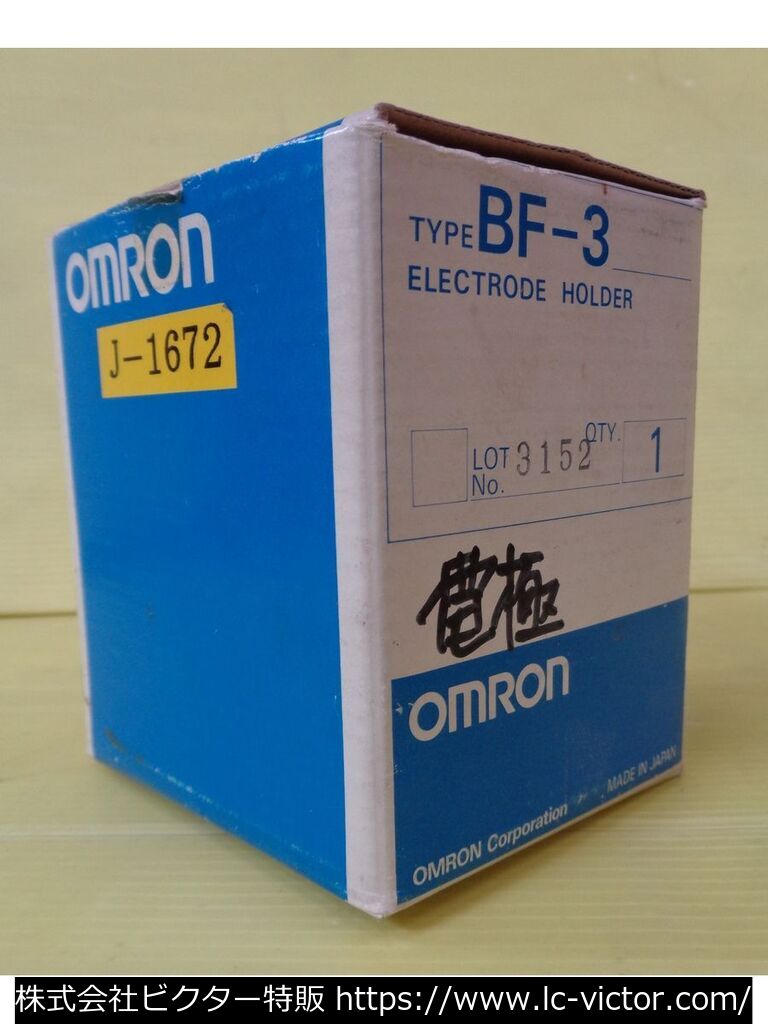 OMRON
J-1672
TYPE BF-3
ELECTRODE HOLDER
LOT No. 3152 QTY. 1
電極
OMRON
OMRON Corporation MADE IN JAPAN
株式会社ビクター特販 https://www.lc-victor.com/